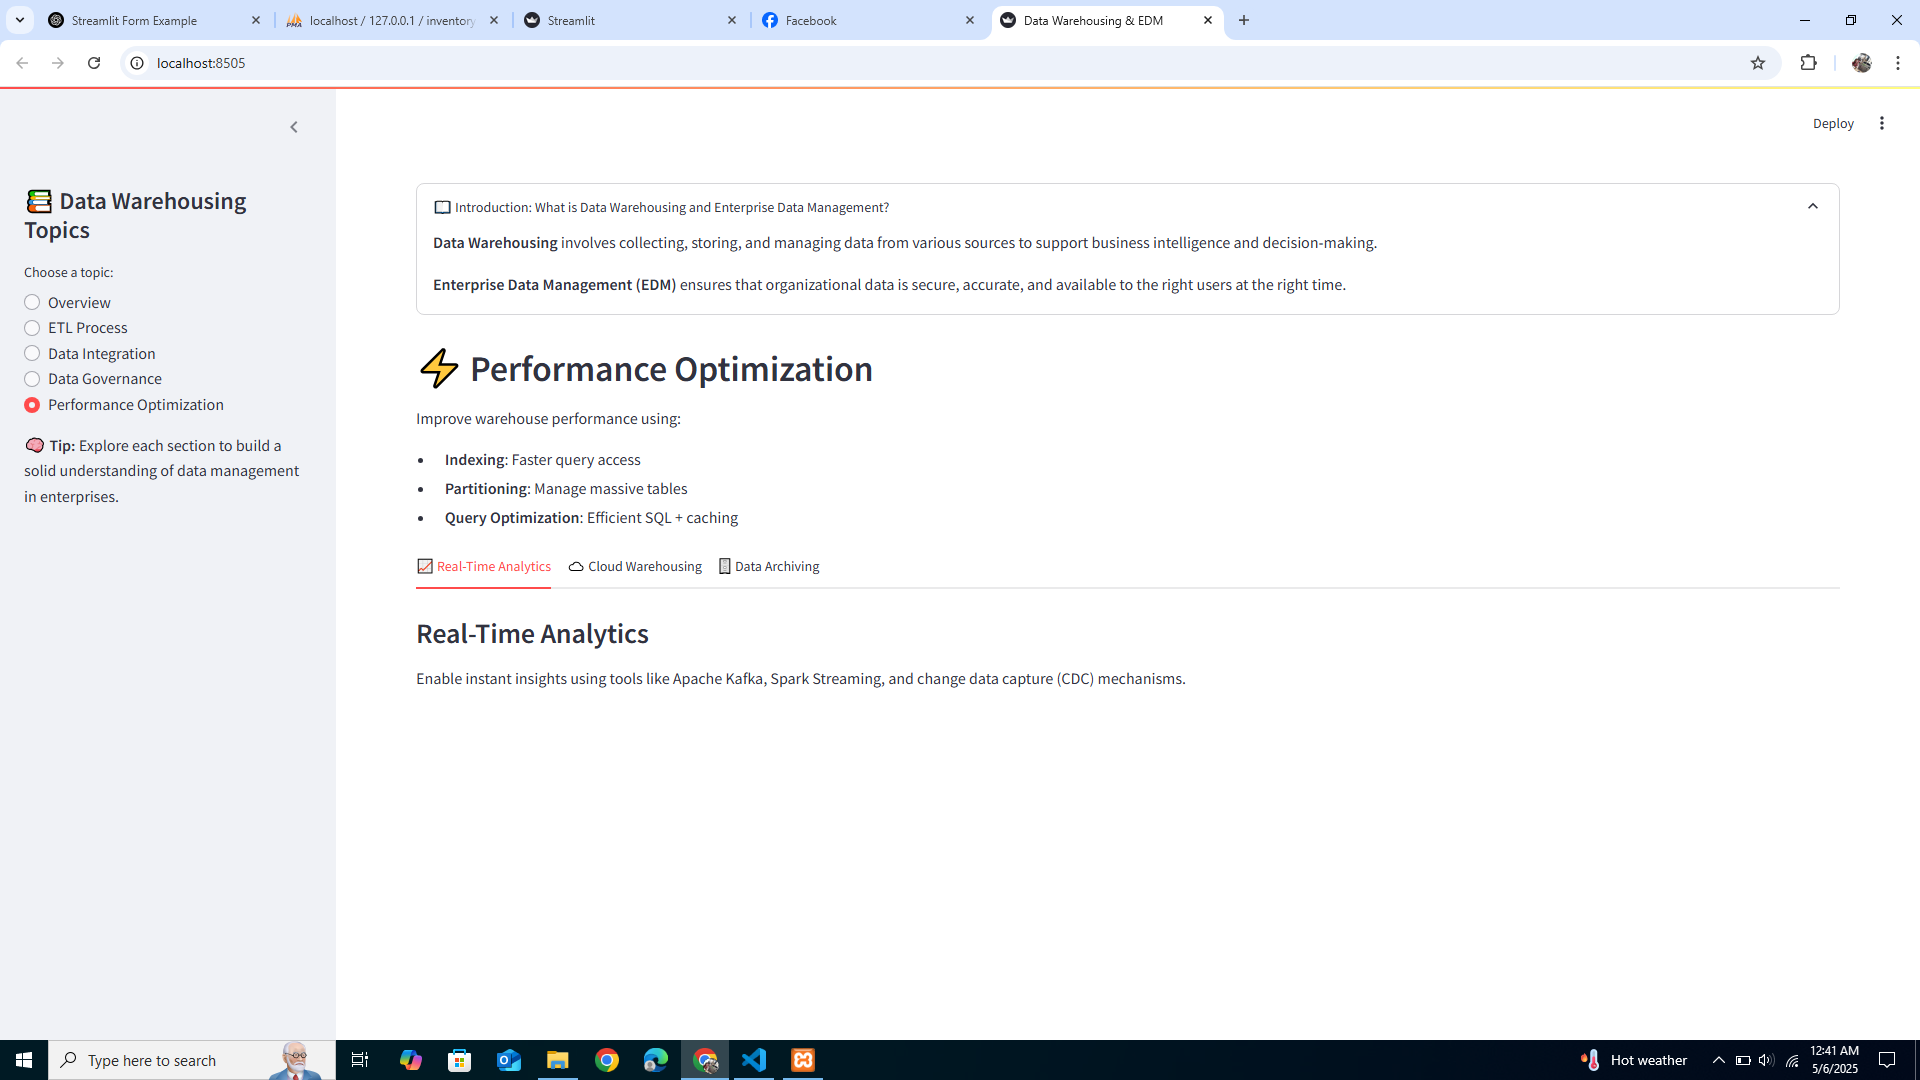 Streamlit Form Example
localhost / 127.0.0.1 / inventory
Streamlit
Facebook
Data Warehousing & EDM
localhost:8505
Deploy
Data Warehousing
Topics
Choose a topic:
Overview
ETL Process
Data Integration
Data Governance
Performance Optimization
Tip: Explore each section to build a
solid understanding of data management
in enterprises.
Introduction: What is Data Warehousing and Enterprise Data Management?
Data Warehousing involves collecting, storing, and managing data from various sources to support business intelligence and decision-making.
Enterprise Data Management (EDM) ensures that organizational data is secure, accurate, and available to the right users at the right time.
Performance Optimization
Improve warehouse performance using:
• Indexing: Faster query access
• Partitioning: Manage massive tables
• Query Optimization: Efficient SQL + caching
Real-Time Analytics
Cloud Warehousing
Data Archiving
Real-Time Analytics
Enable instant insights using tools like Apache Kafka, Spark Streaming, and change data capture (CDC) mechanisms.
Type here to search
Hot weather
12:41 AM
5/6/2025